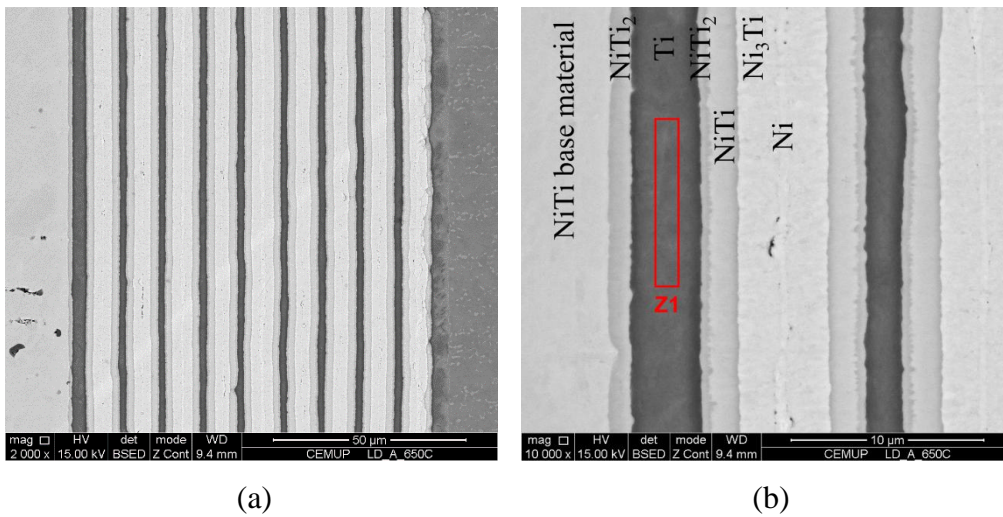 NiTi base material
NiTi₂
Ti
NiTi₂
NiTi
Ni₃Ti
Ni
Z1
mag □ HV det mode WD 50 µm
2 000 x 15.00 kV BSED Z Cont 9.4 mm CEMUP LD_A_650C
mag □ HV det mode WD 10 µm
10 000 x 15.00 kV BSED Z Cont 9.4 mm CEMUP LD_A_650C
(a) (b)